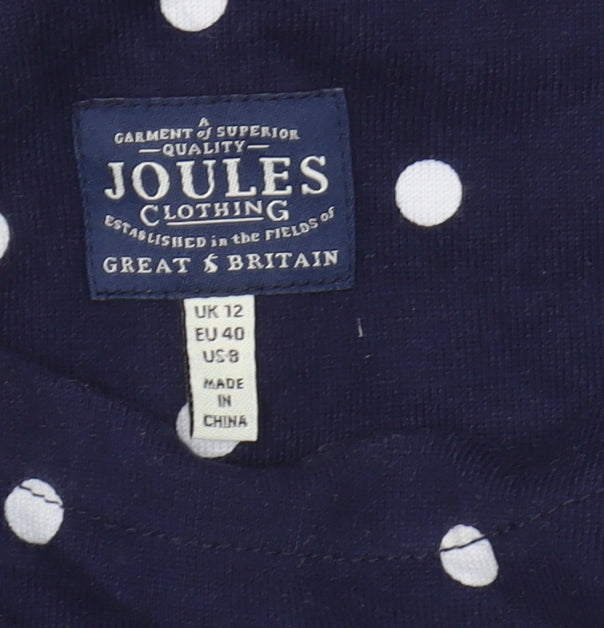 A
GARMENT of SUPERIOR
—QUALITY—
JOULES
CLOTHING
ESTABLISHED in the FIELDS of
GREAT & BRITAIN
UK 12
EU 40
US 8
MADE
IN
CHINA